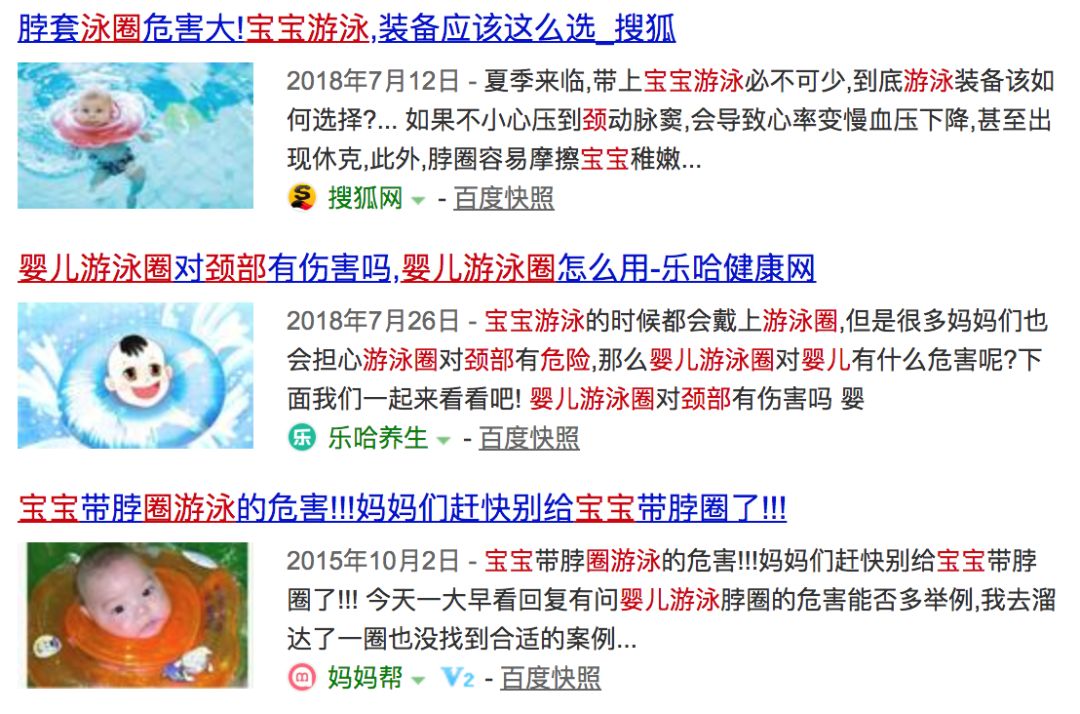 脖套泳圈危害大!宝宝游泳,装备应该这么选_搜狐
2018年7月12日 - 夏季来临,带上宝宝游泳必不可少,到底游泳装备该如
何选择?... 如果不小心压到颈动脉窦,会导致心率变慢血压下降,甚至出
现休克,此外,脖圈容易摩擦宝宝稚嫩...
搜狐网 - 百度快照
婴儿游泳圈对颈部有伤害吗,婴儿游泳圈怎么用-乐哈健康网
2018年7月26日 - 宝宝游泳的时候都会戴上游泳圈,但是很多妈妈们也
会担心游泳圈对颈部有危险,那么婴儿游泳圈对婴儿有什么危害呢?下
面我们一起来看看吧! 婴儿游泳圈对颈部有伤害吗 婴
乐 乐哈养生 - 百度快照
宝宝带脖圈游泳的危害!!!妈妈们赶快别给宝宝带脖圈了!!!
2015年10月2日 - 宝宝带脖圈游泳的危害!!!妈妈们赶快别给宝宝带脖
圈了!!! 今天一大早看回复有问婴儿游泳脖圈的危害能否多举例,我去溜
达了一圈也没找到合适的案例...
妈妈帮 V2 - 百度快照